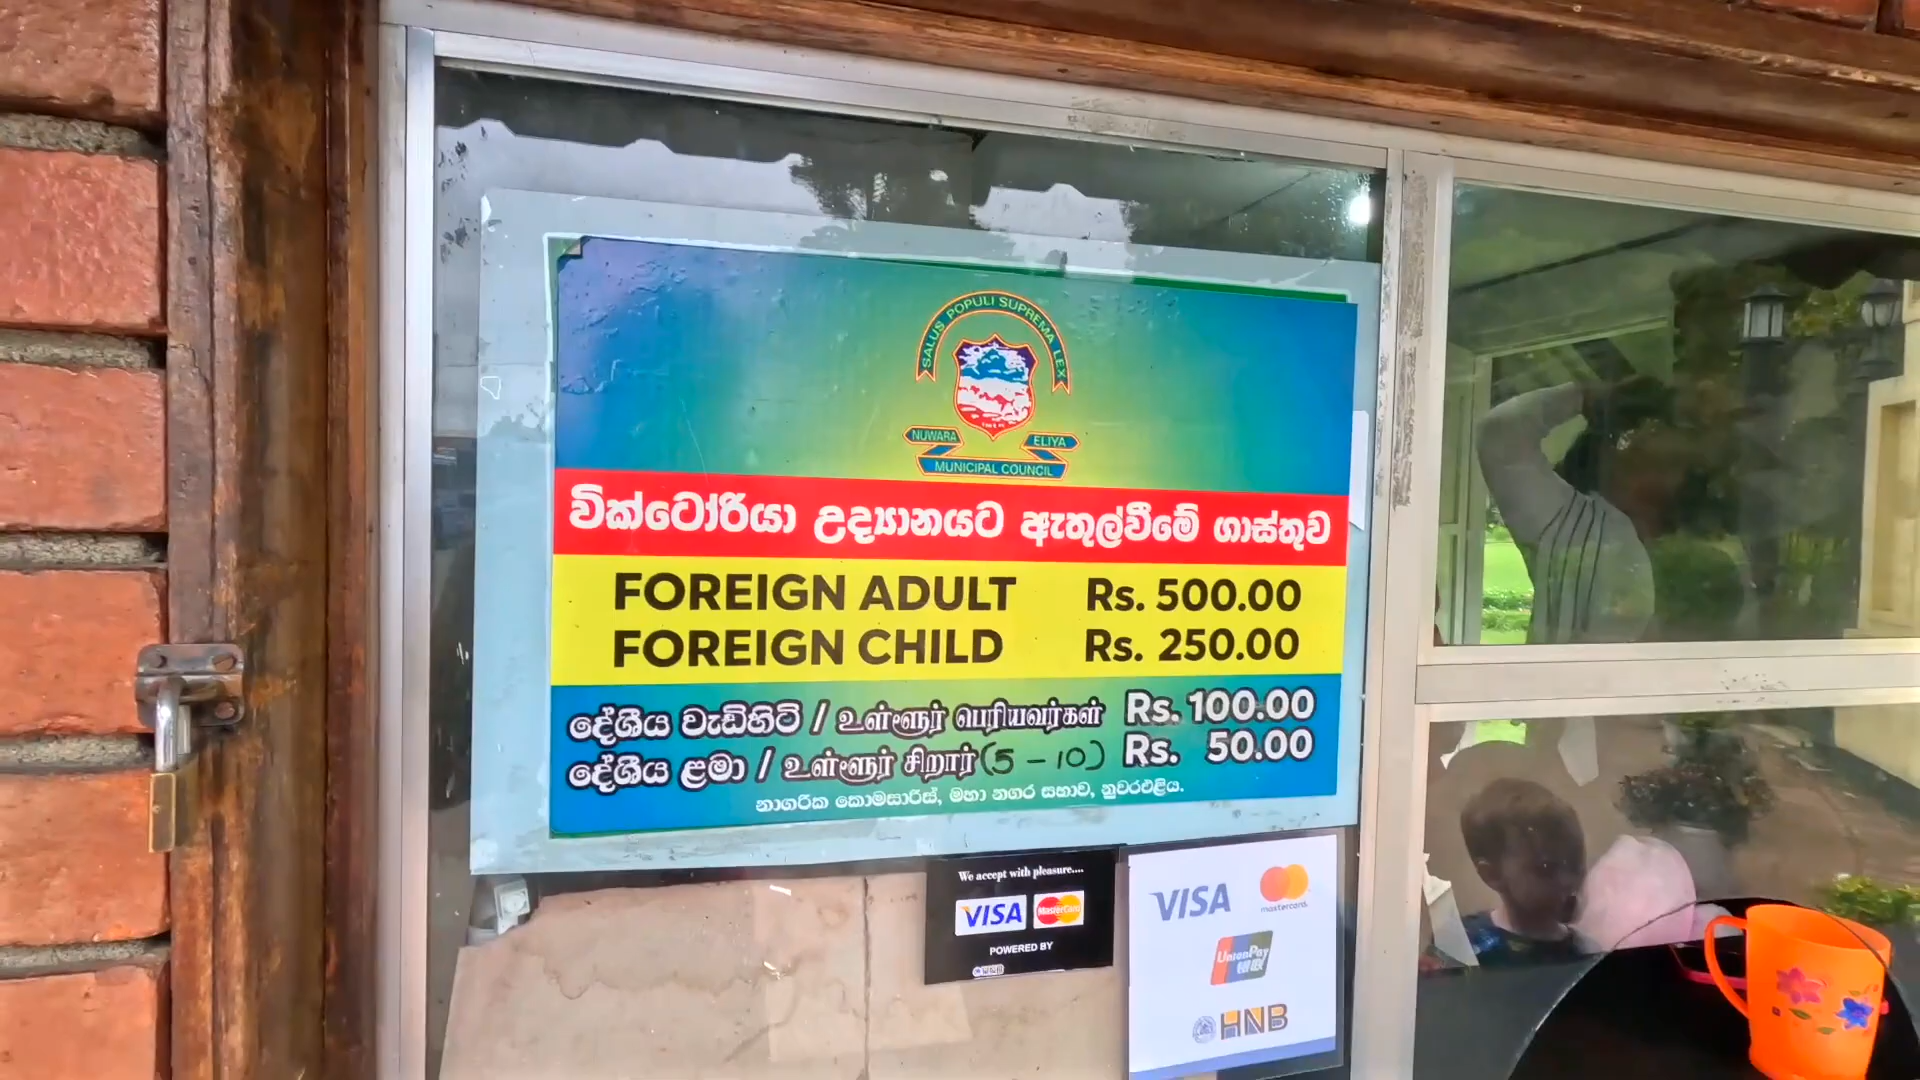 SALUS POPULI SUPREMA LEX
NUWARA ELIYA
MUNICIPAL COUNCIL
වික්ටෝරියා උද්‍යානයට ඇතුල්වීමේ ගාස්තුව
FOREIGN ADULT Rs. 500.00
FOREIGN CHILD Rs. 250.00
දේශීය වැඩිහිටි / உள்ளூர் பெரியவர்கள் Rs. 100.00
දේශීය ළමා / உள்ளூர் சிறார் (5 - 10) Rs. 50.00
නාගරික කොමසාරිස්, මහා නගර සභාව, නුවරඑළිය.
We accept with pleasure....
VISA MasterCard
POWERED BY
VISA mastercard
UnionPay
银联
HNB